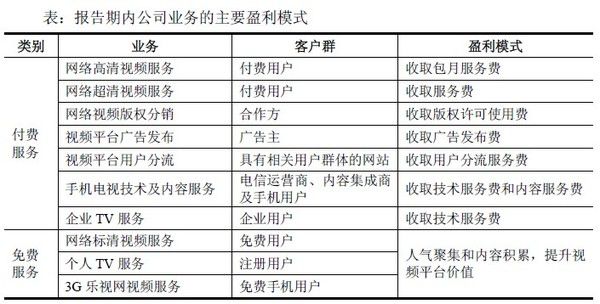 表：报告期内公司业务的主要盈利模式
类别 业务 客户群 盈利模式
付费服务
网络高清视频服务 付费用户 收取包月服务费
网络超清视频服务 付费用户 收取服务费
网络视频版权分销 合作方 收取版权许可使用费
视频平台广告发布 广告主 收取广告发布费
视频平台用户分流 具有相关用户群体的网站 收取用户分流服务费
手机电视技术及内容服务 电信运营商、内容集成商及手机用户 收取技术服务费和内容服务费
企业 TV 服务 企业用户 收取技术服务费
免费服务
网络标清视频服务 免费用户 人气聚集和内容积累，提升视频平台价值
个人 TV 服务 注册用户
3G 乐视网视频服务 免费手机用户